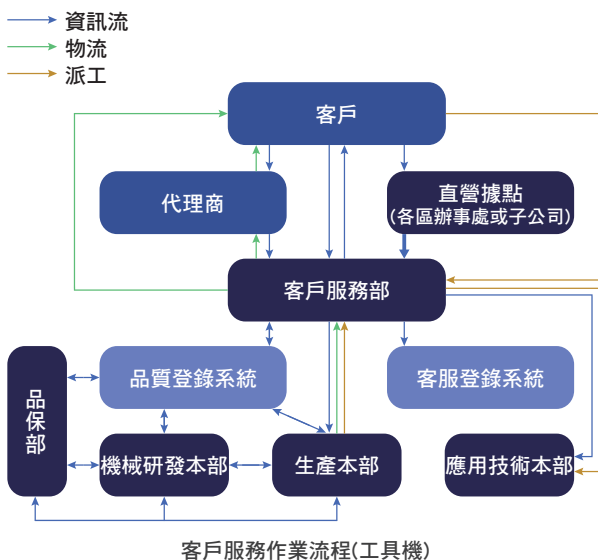 資訊流
物流
派工
客戶
代理商
直營據點
(各區辦事處或子公司)
客戶服務部
品質登錄系統
客服登錄系統
品保部
機械研發本部
生產本部
應用技術本部
客戶服務作業流程(工具機)